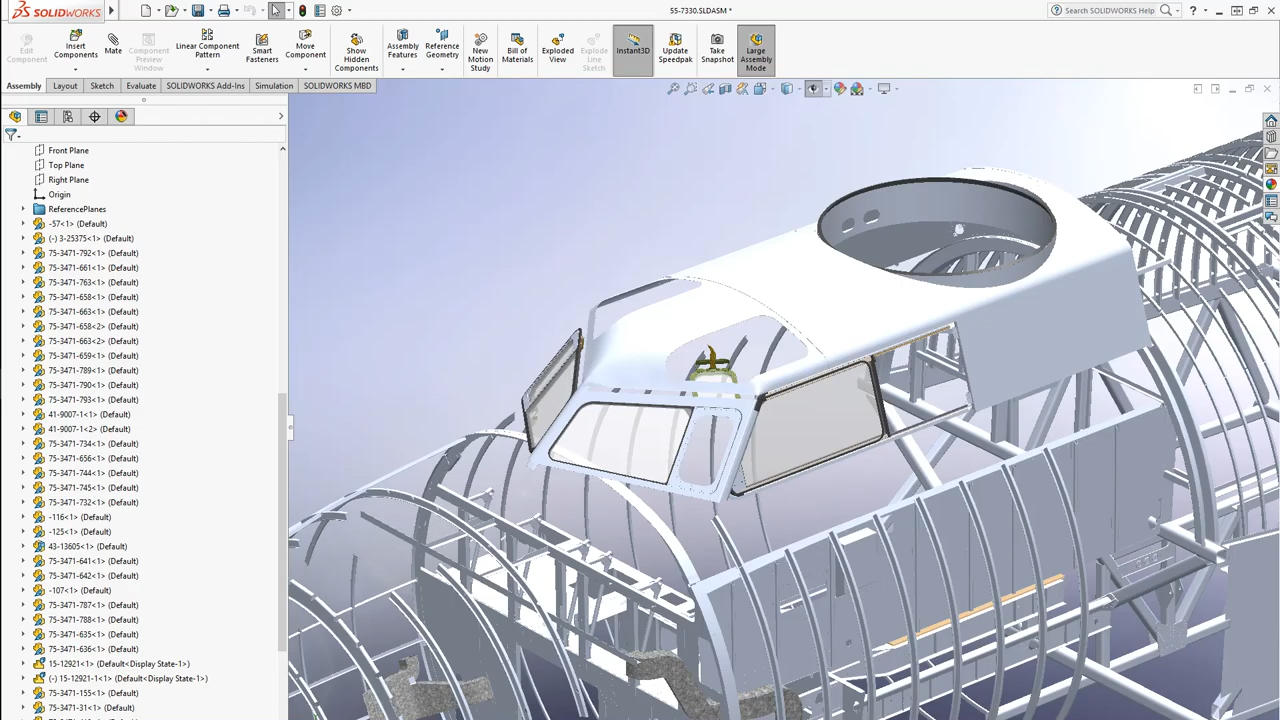 SOLIDWORKS
55-7330.SLDASM *
Search SOLIDWORKS Help
Edit Component
Insert Components
Mate
Component Preview Window
Linear Component Pattern
Smart Fasteners
Move Component
Show Hidden Components
Assembly Features
Reference Geometry
New Motion Study
Bill of Materials
Exploded View
Explode Line Sketch
Instant3D
Update Speedpak
Take Snapshot
Large Assembly Mode
Assembly
Layout
Sketch
Evaluate
SOLIDWORKS Add-Ins
Simulation
SOLIDWORKS MBD
Front Plane
Top Plane
Right Plane
Origin
ReferencePlanes
-57<1> (Default)
(-) 3-25375<1> (Default)
75-3471-792<1> (Default)
75-3471-661<1> (Default)
75-3471-763<1> (Default)
75-3471-658<1> (Default)
75-3471-663<1> (Default)
75-3471-658<2> (Default)
75-3471-663<2> (Default)
75-3471-659<1> (Default)
75-3471-789<1> (Default)
75-3471-790<1> (Default)
75-3471-793<1> (Default)
41-9007-1<1> (Default)
41-9007-1<2> (Default)
75-3471-734<1> (Default)
75-3471-656<1> (Default)
75-3471-744<1> (Default)
75-3471-745<1> (Default)
75-3471-732<1> (Default)
-116<1> (Default)
-125<1> (Default)
43-13605<1> (Default)
75-3471-641<1> (Default)
75-3471-642<1> (Default)
-107<1> (Default)
75-3471-787<1> (Default)
75-3471-788<1> (Default)
75-3471-635<1> (Default)
75-3471-636<1> (Default)
15-12921<1> (Default<Display State-1>)
(-) 15-12921-1<1> (Default<Display State-1>)
75-3471-155<1> (Default)
75-3471-31<1> (Default)